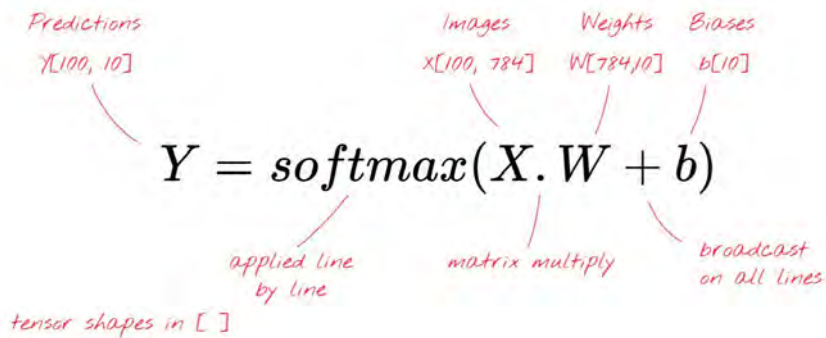 Predictions
Y[100, 10]
Images
X[100, 784]
Weights
W[784,10]
Biases
b[10]
Y = softmax(X. W + b)
applied line
by line
matrix multiply
broadcast
on all lines
tensor shapes in [ ]